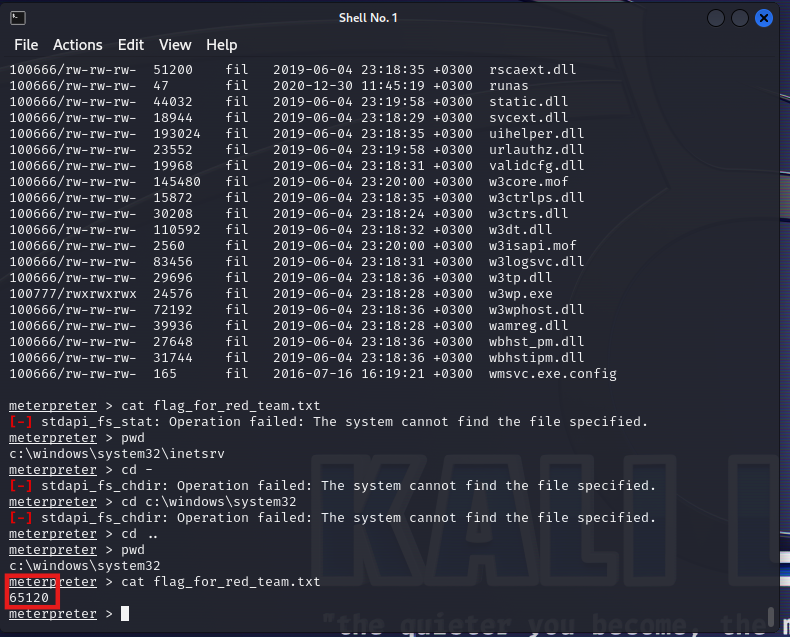 Shell No. 1
File Actions Edit View Help
100666/rw-rw-rw- 51200 fil 2019-06-04 23:18:35 +0300 rscaext.dll
100666/rw-rw-rw- 47 fil 2020-12-30 11:45:19 +0300 runas
100666/rw-rw-rw- 44032 fil 2019-06-04 23:19:58 +0300 static.dll
100666/rw-rw-rw- 18944 fil 2019-06-04 23:18:29 +0300 svcext.dll
100666/rw-rw-rw- 193024 fil 2019-06-04 23:18:35 +0300 uihelper.dll
100666/rw-rw-rw- 23552 fil 2019-06-04 23:19:58 +0300 urlauthz.dll
100666/rw-rw-rw- 19968 fil 2019-06-04 23:18:31 +0300 validcfg.dll
100666/rw-rw-rw- 145480 fil 2019-06-04 23:20:00 +0300 w3core.mof
100666/rw-rw-rw- 15872 fil 2019-06-04 23:18:35 +0300 w3ctrlps.dll
100666/rw-rw-rw- 30208 fil 2019-06-04 23:18:24 +0300 w3ctrs.dll
100666/rw-rw-rw- 110592 fil 2019-06-04 23:18:32 +0300 w3dt.dll
100666/rw-rw-rw- 2560 fil 2019-06-04 23:20:00 +0300 w3isapi.mof
100666/rw-rw-rw- 83456 fil 2019-06-04 23:18:31 +0300 w3logsvc.dll
100666/rw-rw-rw- 29696 fil 2019-06-04 23:18:36 +0300 w3tp.dll
100777/rwxrwxrwx 24576 fil 2019-06-04 23:18:28 +0300 w3wp.exe
100666/rw-rw-rw- 72192 fil 2019-06-04 23:18:36 +0300 w3wphost.dll
100666/rw-rw-rw- 39936 fil 2019-06-04 23:18:28 +0300 wamreg.dll
100666/rw-rw-rw- 27648 fil 2019-06-04 23:18:36 +0300 wbhst_pm.dll
100666/rw-rw-rw- 31744 fil 2019-06-04 23:18:36 +0300 wbhstipm.dll
100666/rw-rw-rw- 165 fil 2016-07-16 16:19:21 +0300 wmsvc.exe.config
meterpreter > cat flag_for_red_team.txt
[-] stdapi_fs_stat: Operation failed: The system cannot find the file specified.
meterpreter > pwd
c:\windows\system32\inetsrv
meterpreter > cd -
[-] stdapi_fs_chdir: Operation failed: The system cannot find the file specified.
meterpreter > cd c:\windows\system32
[-] stdapi_fs_chdir: Operation failed: The system cannot find the file specified.
meterpreter > cd ..
meterpreter > pwd
c:\windows\system32
meterpreter > cat flag_for_red_team.txt
65120
meterpreter >
KALI
"the quieter you become, the